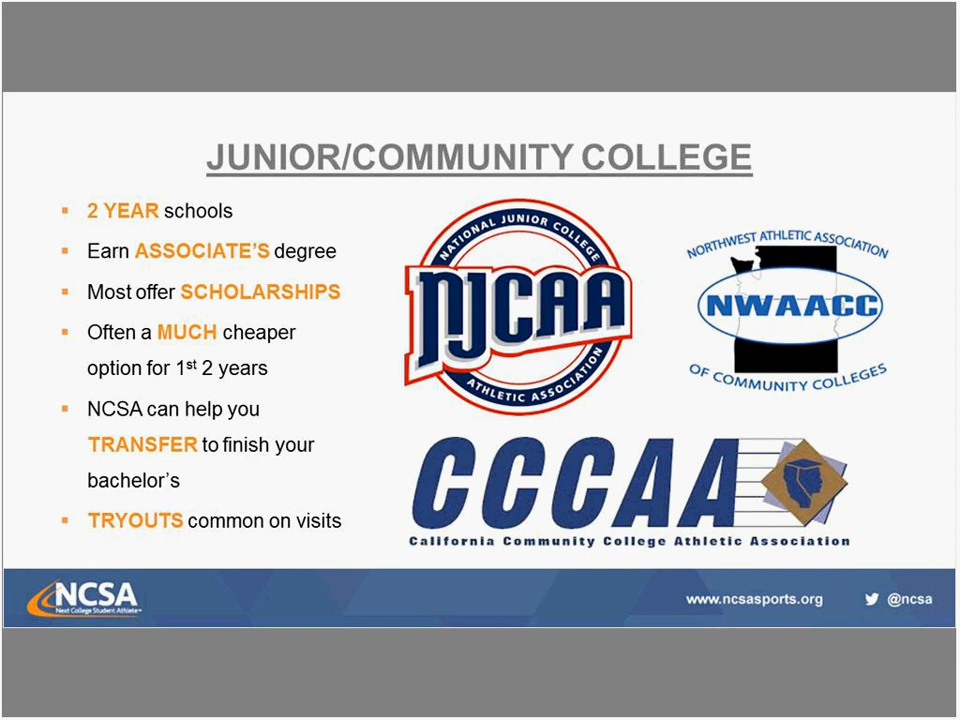 JUNIOR/COMMUNITY COLLEGE
▪ 2 YEAR schools
▪ Earn ASSOCIATE'S degree
▪ Most offer SCHOLARSHIPS
▪ Often a MUCH cheaper
option for 1st 2 years
▪ NCSA can help you
TRANSFER to finish your
bachelor's
▪ TRYOUTS common on visits
NATIONAL JUNIOR COLLEGE
NJCAA
ATHLETIC ASSOCIATION
NORTHWEST ATHLETIC ASSOCIATION
NWAACC
OF COMMUNITY COLLEGES
CCCAA
California Community College Athletic Association
NCSA
Next College Student Athlete™
www.ncsasports.org
@ncsa